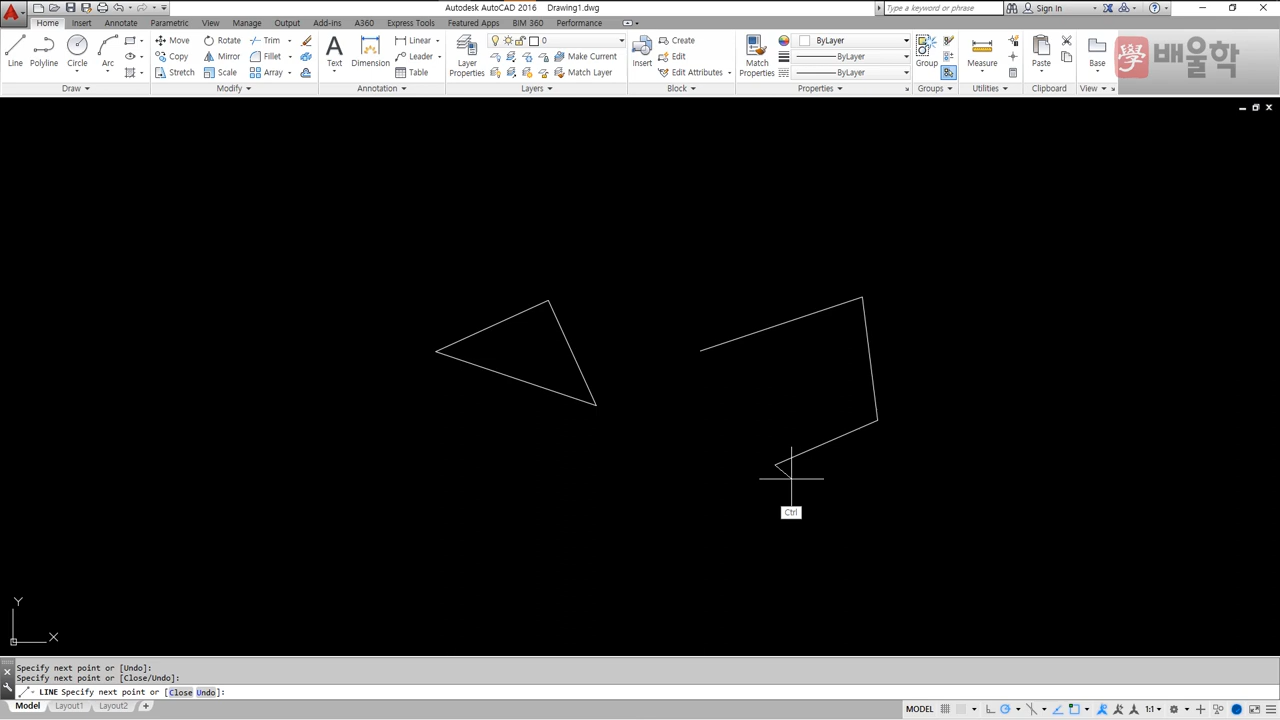 Autodesk AutoCAD 2016 Drawing1.dwg
Type a keyword or phrase
Sign In
Home Insert Annotate Parametric View Manage Output Add-ins A360 Express Tools Featured Apps BIM 360 Performance
Line Polyline Circle Arc
Move Rotate Trim
Copy Mirror Fillet
Stretch Scale Array
Text Dimension
Linear
Leader
Table
Layer Properties
0
Make Current
Match Layer
Insert
Create
Edit
Edit Attributes
Match Properties
ByLayer
ByLayer
ByLayer
Group
Measure
Paste
Base
學 배울학
Draw Modify Annotation Layers Block Properties Groups Utilities Clipboard View
Ctrl
Y
X
Specify next point or [Undo]:
Specify next point or [Close/Undo]:
LINE Specify next point or [Close Undo]:
Model Layout1 Layout2 +
MODEL 1:1